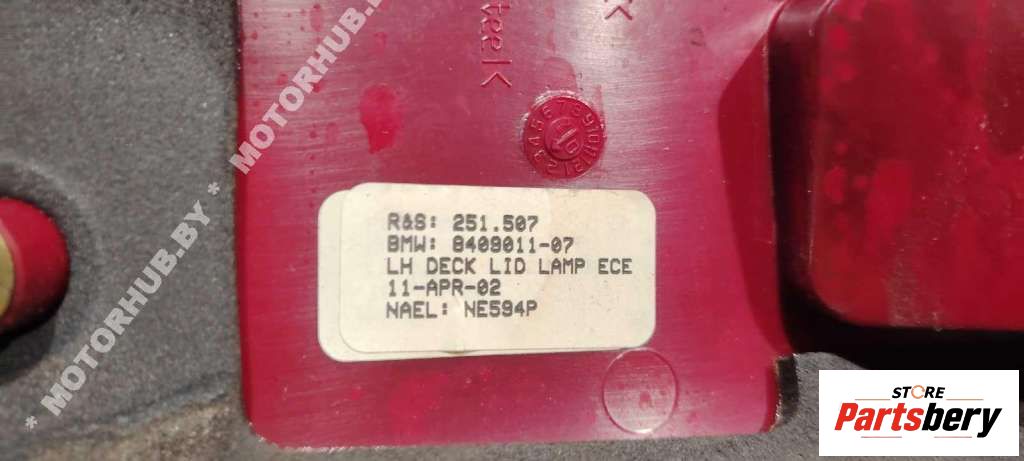 * MOTORHUB.BY * MOTORHUB.BY
R&S: 251.507
BMW: 8409011-07
LH DECK LID LAMP ECE
11-APR-02
NAEL: NE594P
STORE
Partsbery